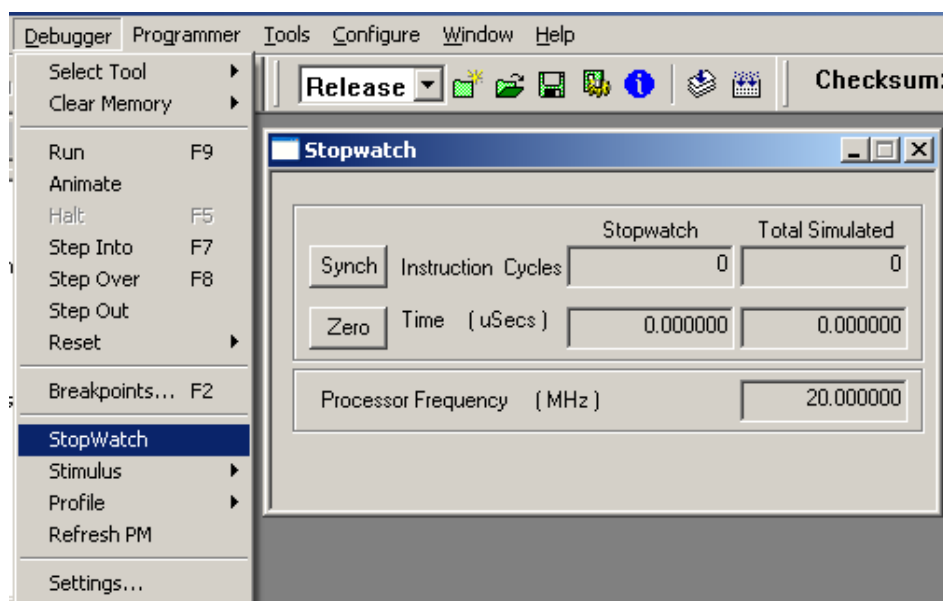 Debugger Programmer Tools Configure Window Help
Select Tool
Clear Memory
Run F9
Animate
Halt F5
Step Into F7
Step Over F8
Step Out
Reset
Breakpoints... F2
StopWatch
Stimulus
Profile
Refresh PM
Settings...
Release
Checksum:
Stopwatch
Stopwatch Total Simulated
Synch Instruction Cycles 0 0
Zero Time ( uSecs ) 0.000000 0.000000
Processor Frequency ( MHz ) 20.000000